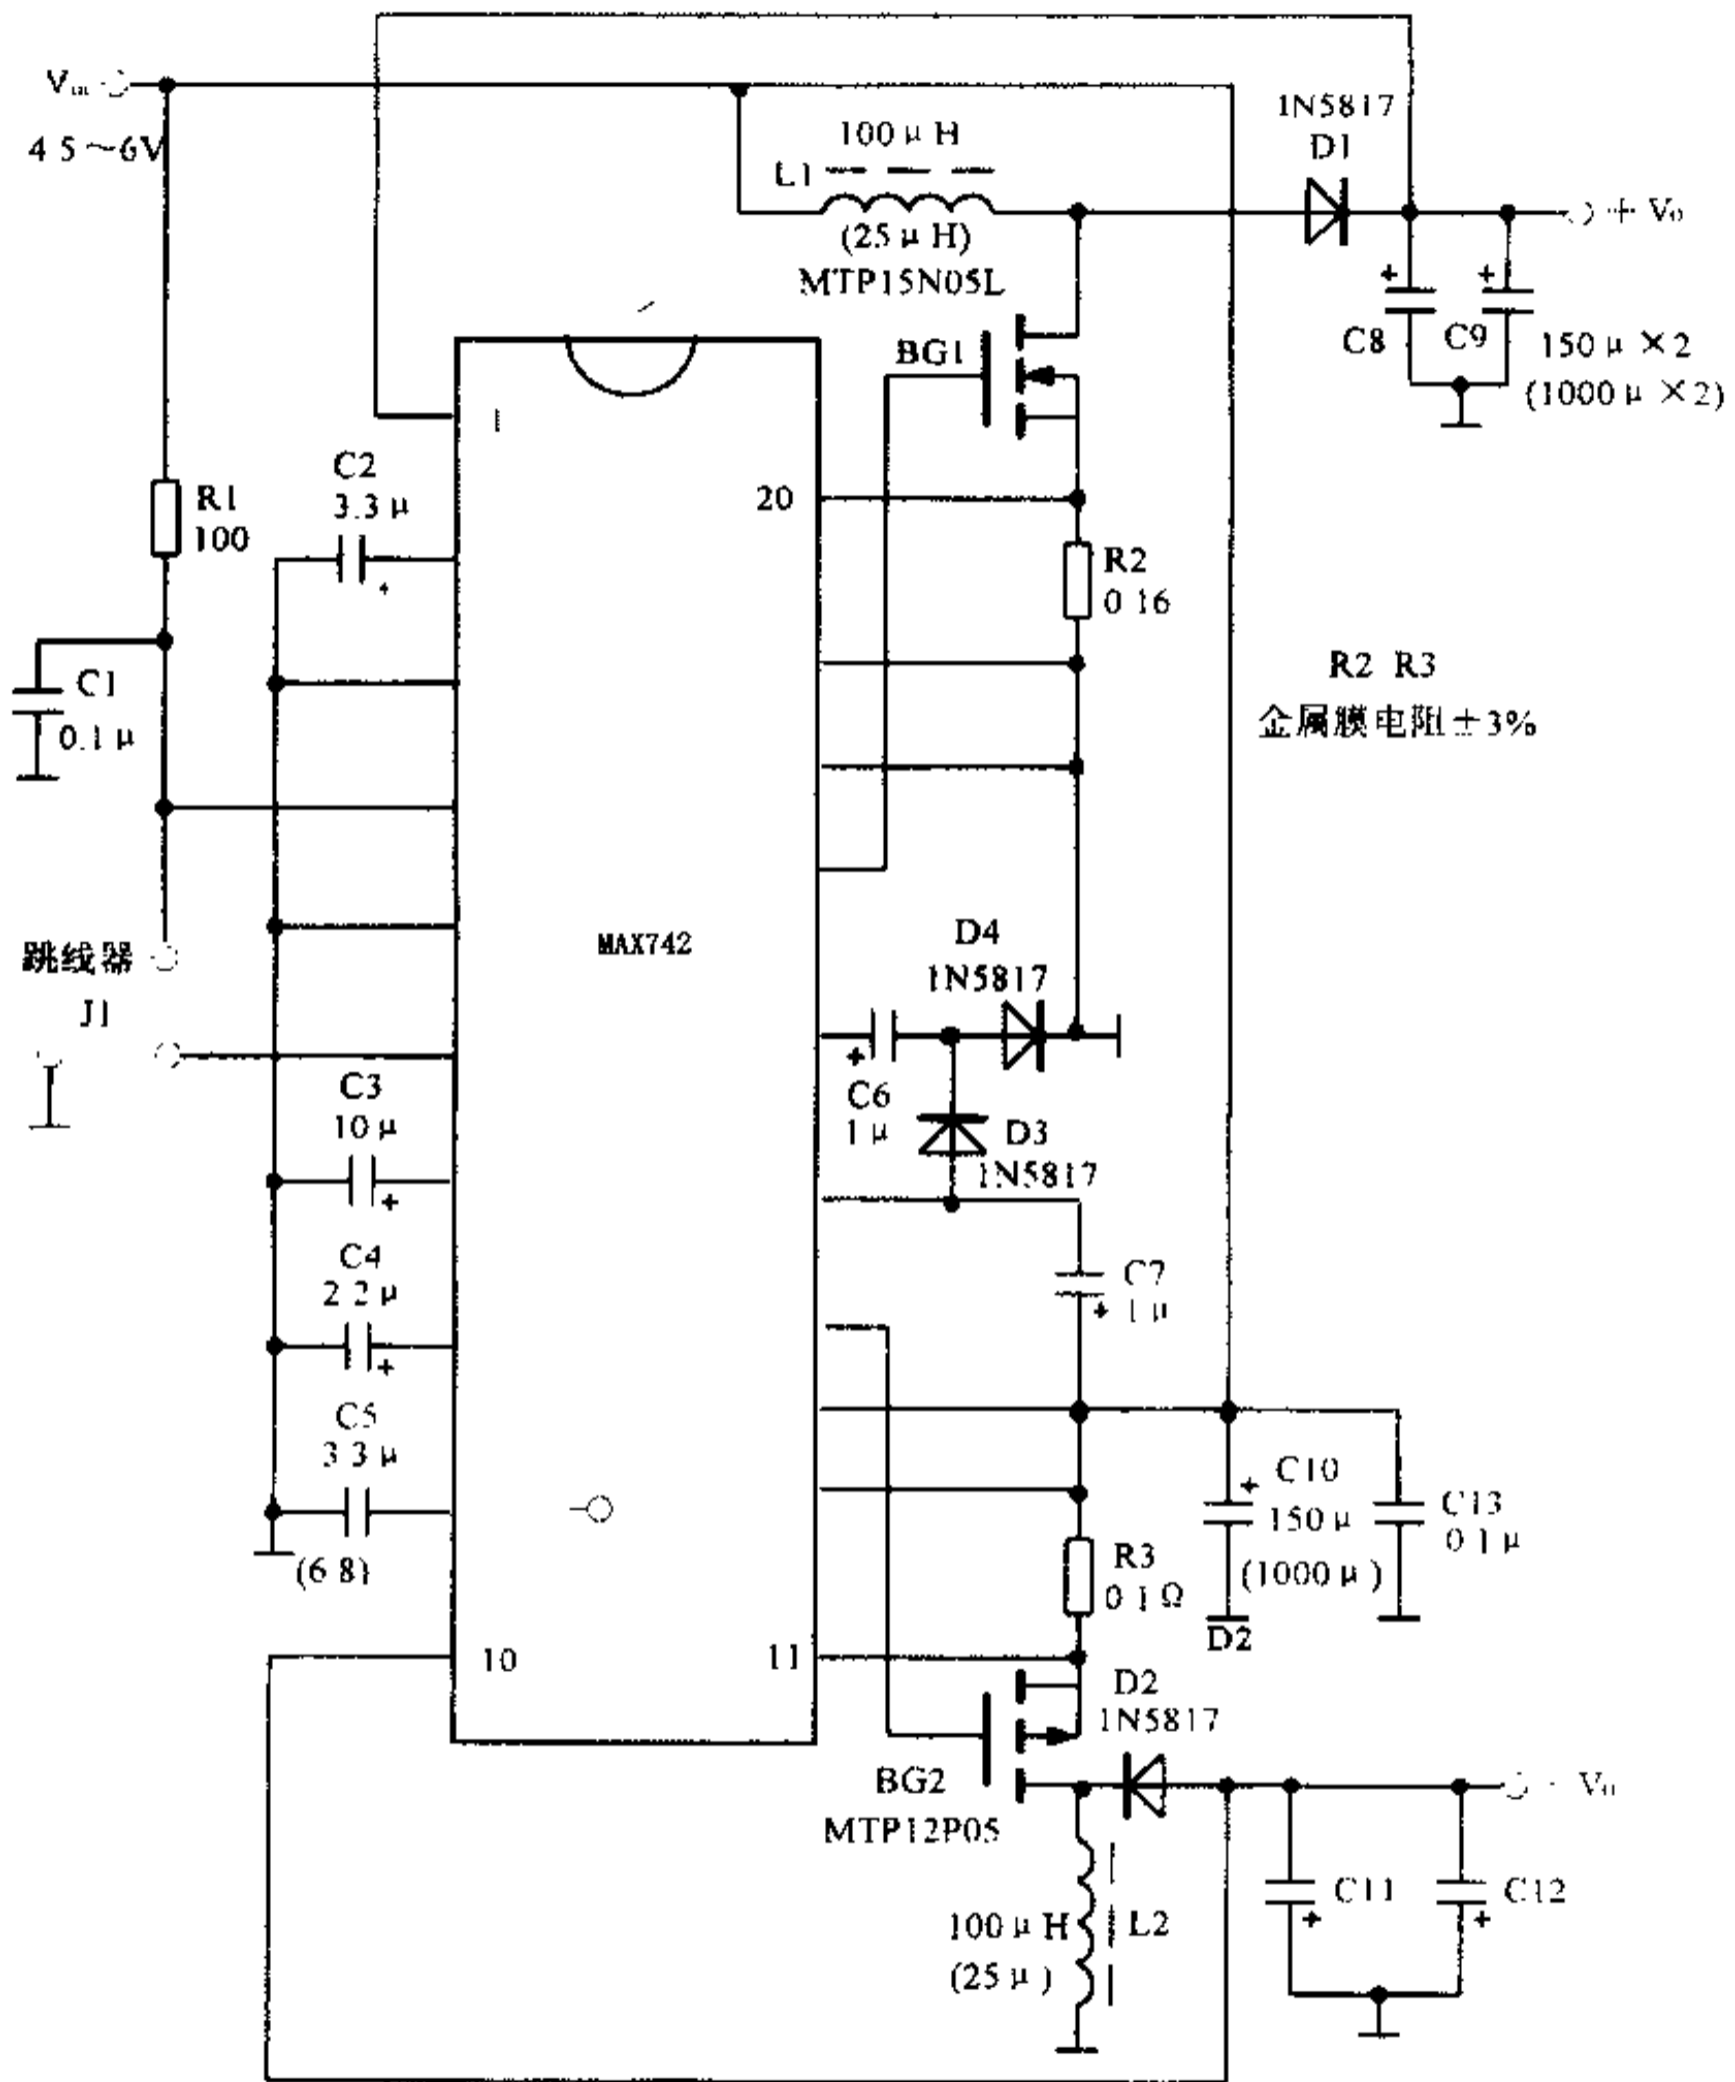 Vin
4 5～6V
1N5817
D1
100μH
L1
(25μH)
MTP15N05L
+ V0
+
+
C8
C9
150μ×2
(1000μ×2)
BG1
1
20
C2
3.3μ
+
R1
100
R2
0 16
C1
0.1μ
R2 R3
金属膜电阻±3%
MAX742
跳线器
J1
D4
1N5817
+
C6
1μ
D3
1N5817
C3
10μ
+
C4
2 2μ
+
C7
+ 1μ
C5
3 3μ
(6 8)
+ C10
150μ
(1000μ)
C13
0 1μ
R3
0 1Ω
D2
10
11
D2
1N5817
BG2
MTP12P05
- V0
C11
+
C12
+
100μH
(25μ)
L2